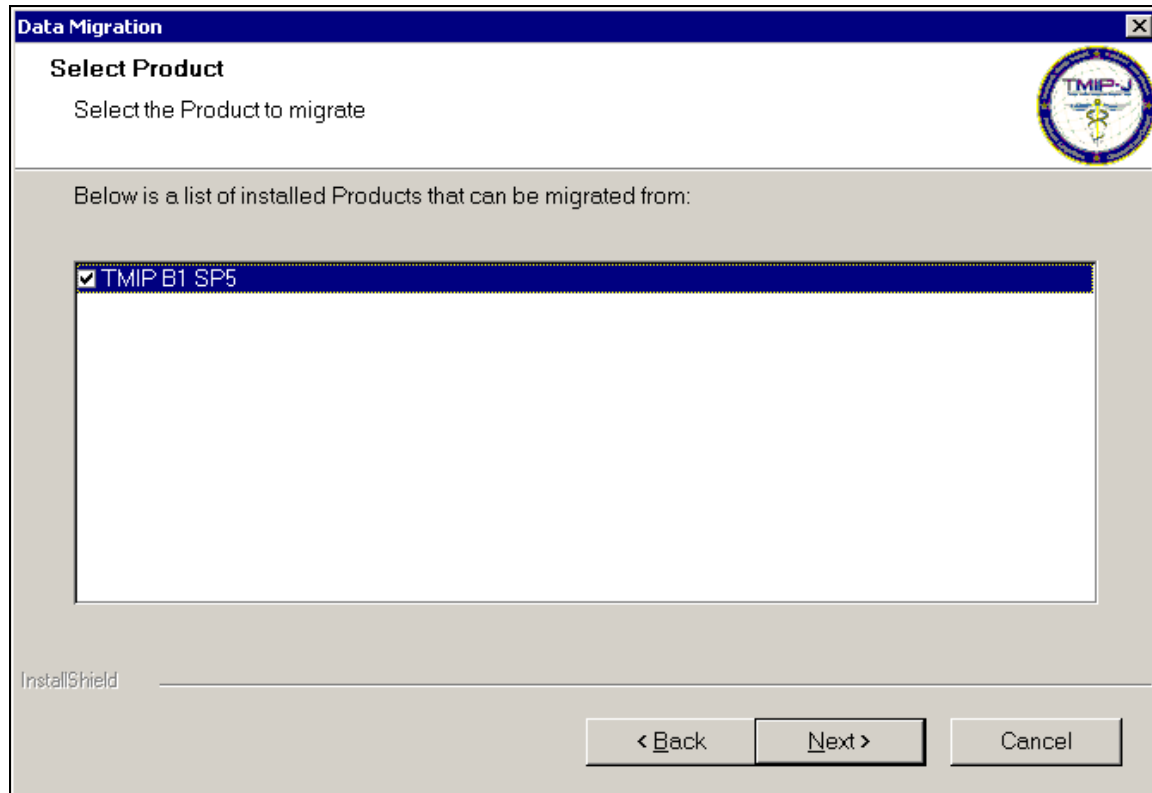 Data Migration
Select Product
Select the Product to migrate
TMIP-J
Below is a list of installed Products that can be migrated from:
TMIP B1 SP5
InstallShield
< Back
Next >
Cancel